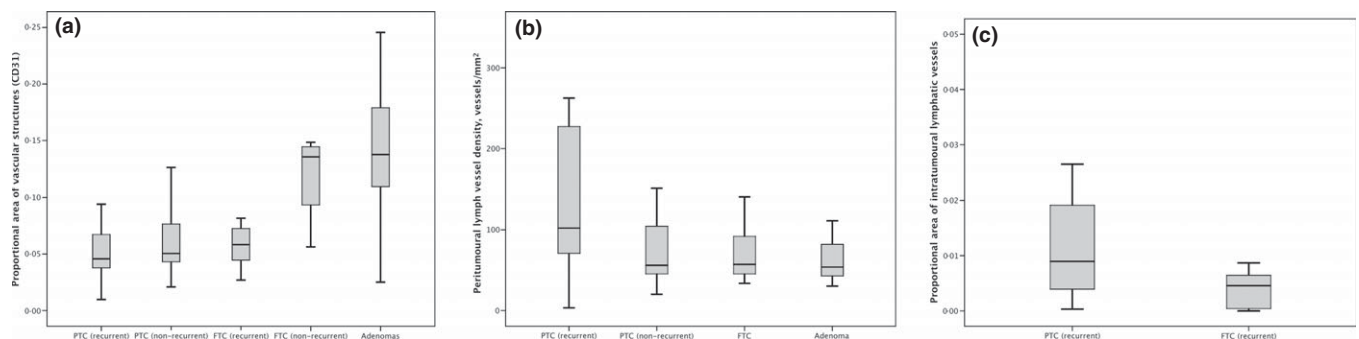 (a)
Proportional area of vascular structures (CD31)
0·25
0·20
0·15
0·10
0·05
0·00
PTC (recurrent) PTC (non-recurrent) FTC (recurrent) FTC (non-recurrent) Adenomas
(b)
Peritumoural lymph vessel density, vessels/mm²
300
200
100
0
PTC (recurrent) PTC (non-recurrent) FTC Adenoma
(c)
Proportional area of intratumoural lymphatic vessels
0·05
0·04
0·03
0·02
0·01
0·00
PTC (recurrent) FTC (recurrent)